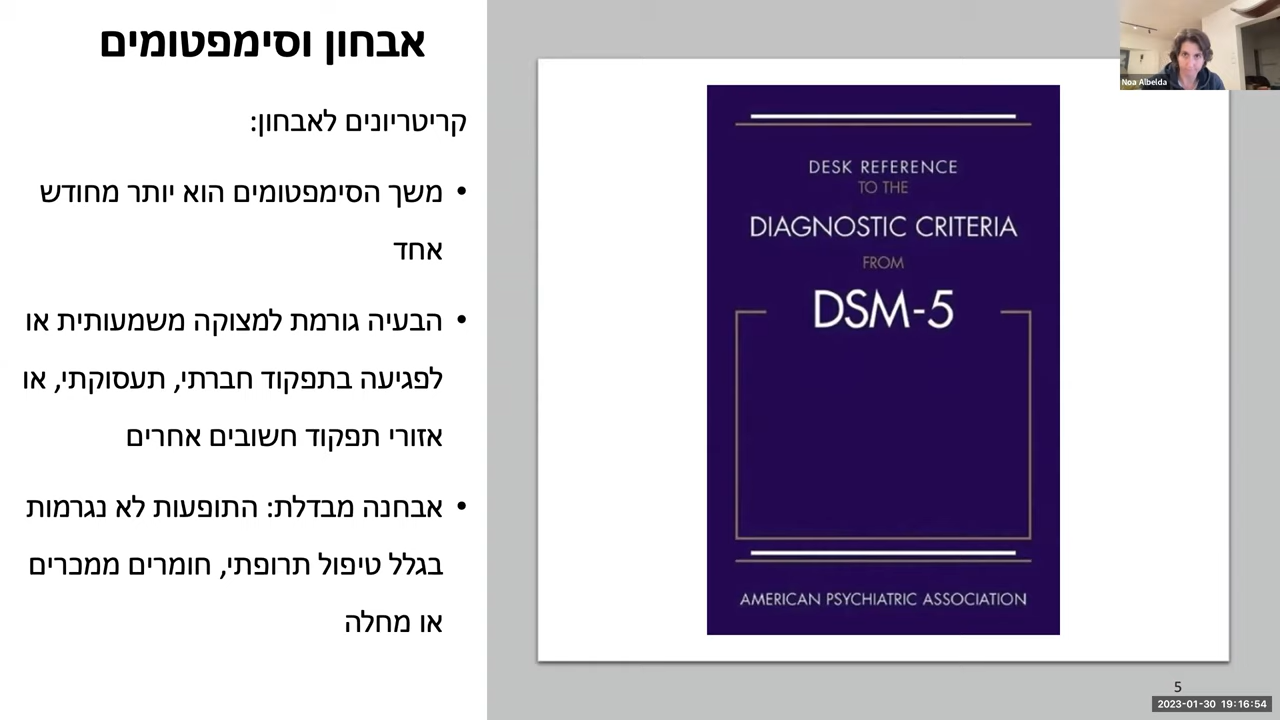 אבחון וסימפטומים
קריטריונים לאבחון:
• משך הסימפטומים הוא יותר מחודש
אחד
• הבעיה גורמת למצוקה משמעותית או
לפגיעה בתפקוד חברתי, תעסוקתי, או
אזורי תפקוד חשובים אחרים
• אבחנה מבדלת: התופעות לא נגרמות
בגלל טיפול תרופתי, חומרים ממכרים
או מחלה
DESK REFERENCE
TO THE
DIAGNOSTIC CRITERIA
FROM
DSM-5
AMERICAN PSYCHIATRIC ASSOCIATION
Noa Albelda
5
2023-01-30 19:16:54